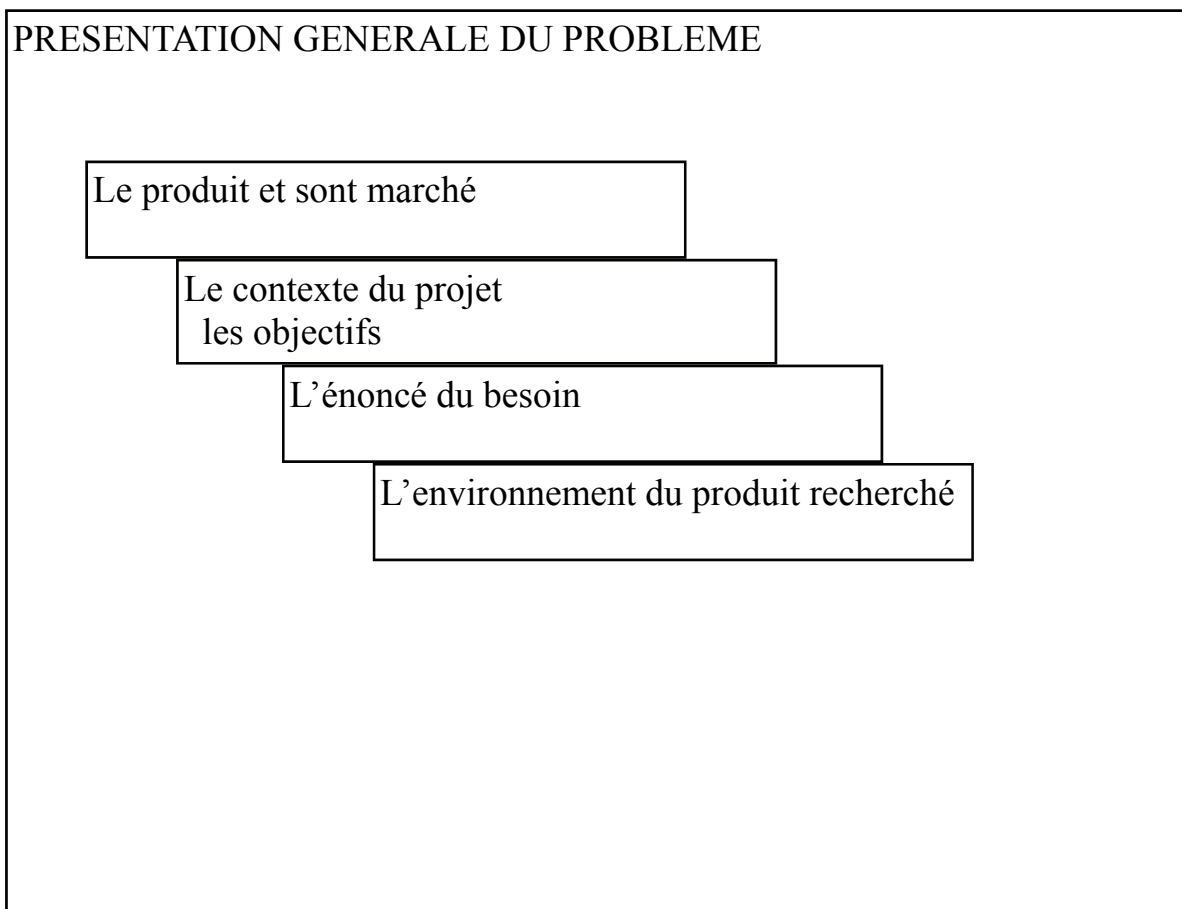 PRESENTATION GENERALE DU PROBLEME
Le produit et sont marché
Le contexte du projet
les objectifs
L’énoncé du besoin
L’environnement du produit recherché